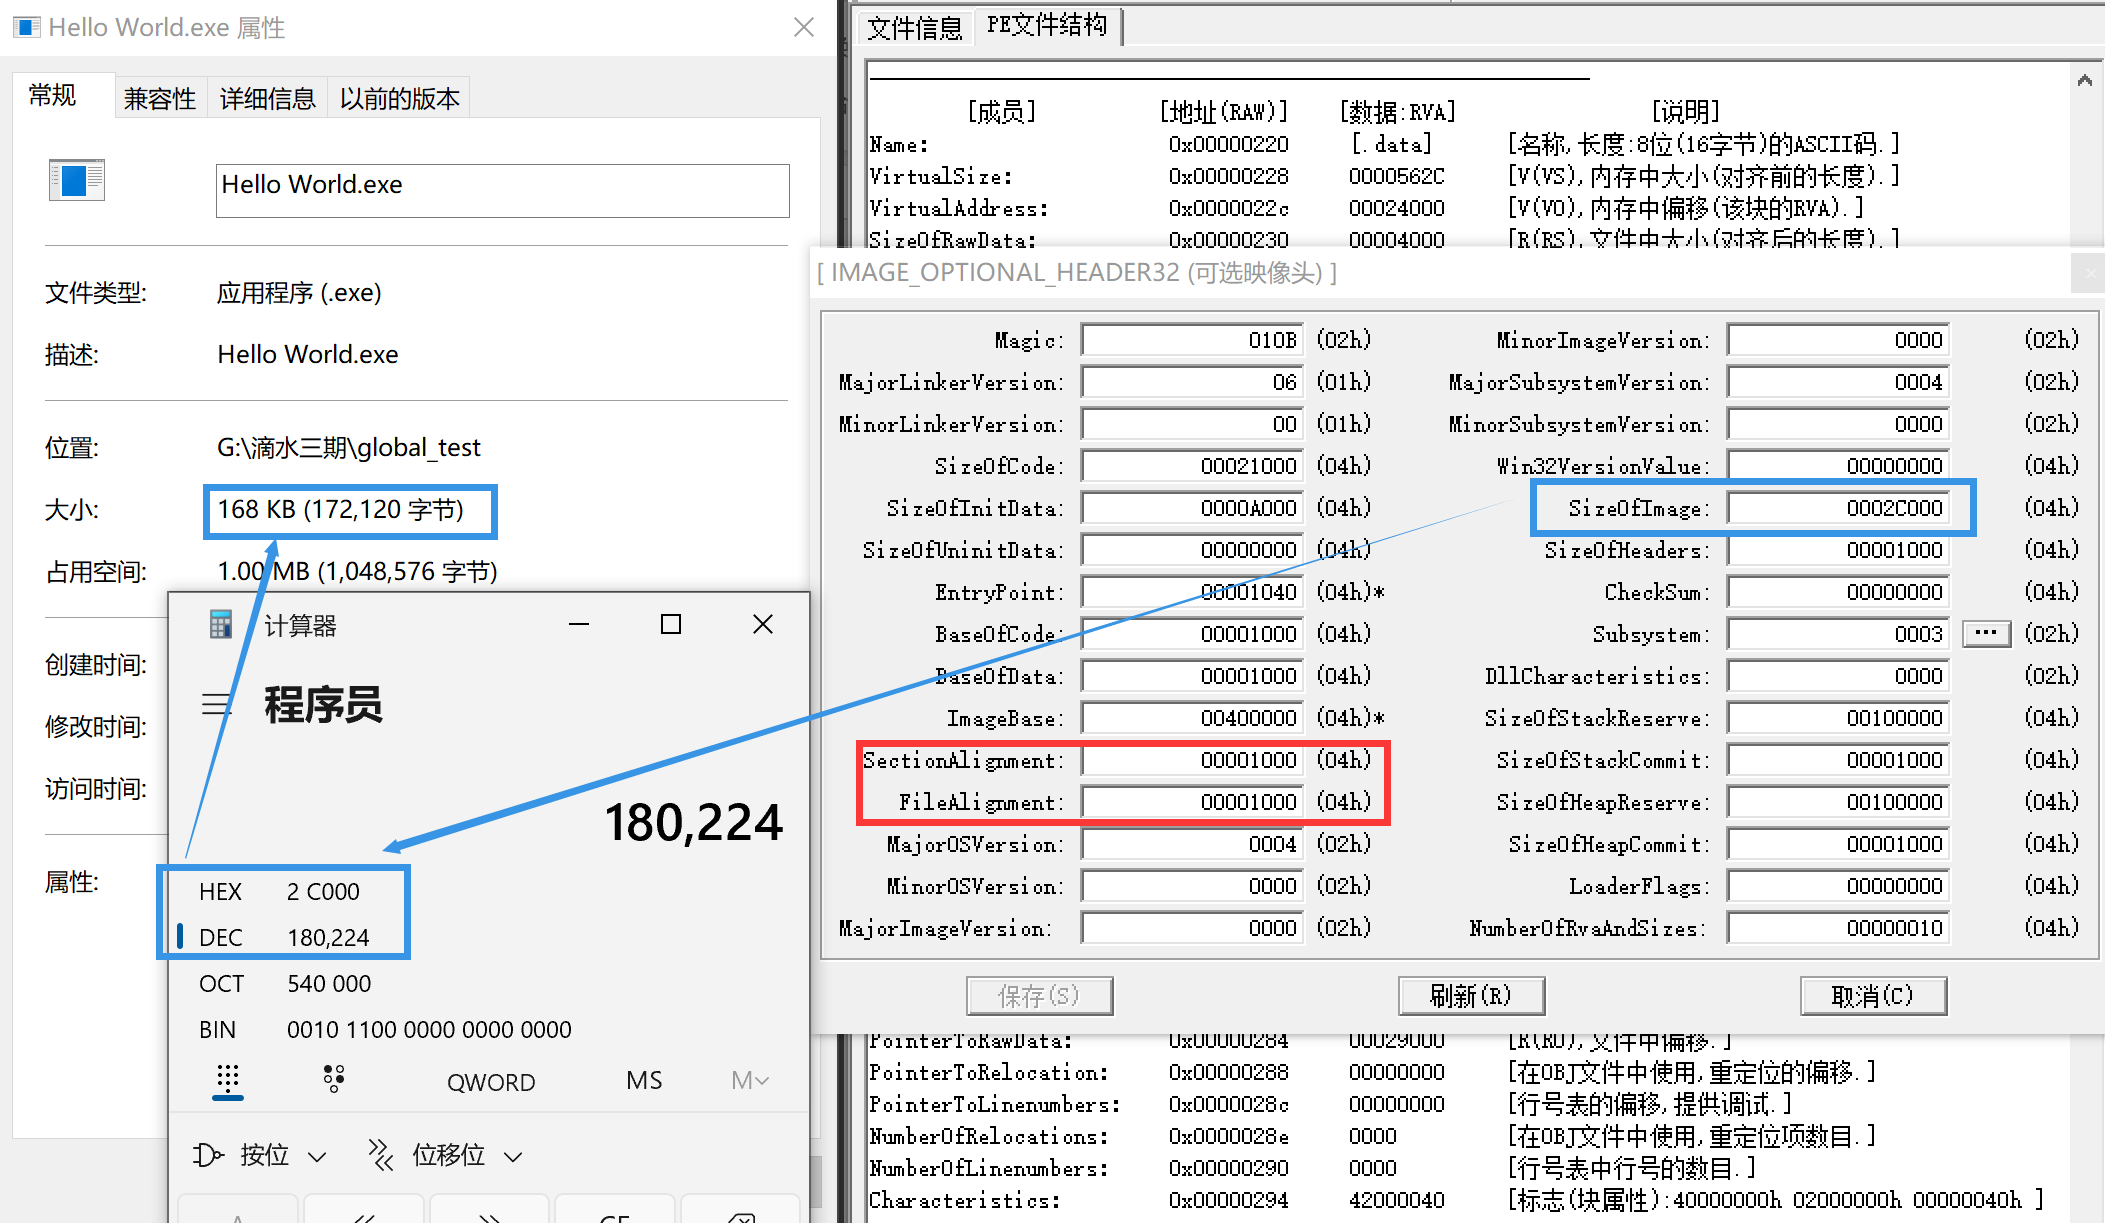 Hello World.exe 属性
常规
兼容性
详细信息
以前的版本
Hello World.exe
文件类型:
应用程序 (.exe)
描述:
Hello World.exe
位置:
G:\滴水三期\global_test
大小:
168 KB (172,120 字节)
占用空间:
1.00 MB (1,048,576 字节)
创建时间:
修改时间:
访问时间:
属性:
计算器
程序员
180,224
HEX 2 C000
DEC 180,224
OCT 540 000
BIN 0010 1100 0000 0000 0000
QWORD MS M
按位 位移位
A << >> CE
文件信息 PE文件结构
[成员] [地址(RAW)] [数据:RVA] [说明]
Name: 0x00000220 [.data] [名称,长度:8位(16字节)的ASCII码.]
VirtualSize: 0x00000228 0000562C [V(VS),内存中大小(对齐前的长度).]
VirtualAddress: 0x0000022c 00024000 [V(VO),内存中偏移(该块的RVA).]
SizeOfRawData: 0x00000230 00004000 [R(RS),文件中大小(对齐后的长度).]
[ IMAGE_OPTIONAL_HEADER32 (可选映像头) ]
Magic: 010B (02h) MinorImageVersion: 0000 (02h)
MajorLinkerVersion: 06 (01h) MajorSubsystemVersion: 0004 (02h)
MinorLinkerVersion: 00 (01h) MinorSubsystemVersion: 0000 (02h)
SizeOfCode: 00021000 (04h) Win32VersionValue: 00000000 (04h)
SizeOfInitData: 0000A000 (04h) SizeOfImage: 0002C000 (04h)
SizeOfUninitData: 00000000 (04h) SizeOfHeaders: 00001000 (04h)
EntryPoint: 00001040 (04h)* CheckSum: 00000000 (04h)
BaseOfCode: 00001000 (04h) Subsystem: 0003 ... (02h)
BaseOfData: 00001000 (04h) DllCharacteristics: 0000 (02h)
ImageBase: 00400000 (04h)* SizeOfStackReserve: 00100000 (04h)
SectionAlignment: 00001000 (04h) SizeOfStackCommit: 00001000 (04h)
FileAlignment: 00001000 (04h) SizeOfHeapReserve: 00100000 (04h)
MajorOSVersion: 0004 (02h) SizeOfHeapCommit: 00001000 (04h)
MinorOSVersion: 0000 (02h) LoaderFlags: 00000000 (04h)
MajorImageVersion: 0000 (02h) NumberOfRvaAndSizes: 00000010 (04h)
保存(S) 刷新(R) 取消(C)
PointerToRawData: 0x00000284 00029000 [R(RO),文件中偏移.]
PointerToRelocation: 0x00000288 00000000 [在OBJ文件中使用,重定位的偏移.]
PointerToLinenumbers: 0x0000028c 00000000 [行号表的偏移,提供调试.]
NumberOfRelocations: 0x0000028e 0000 [在OBJ文件中使用,重定位项数目.]
NumberOfLinenumbers: 0x00000290 0000 [行号表中行号的数目.]
Characteristics: 0x00000294 42000040 [标志(块属性):40000000h 02000000h 00000040h ]